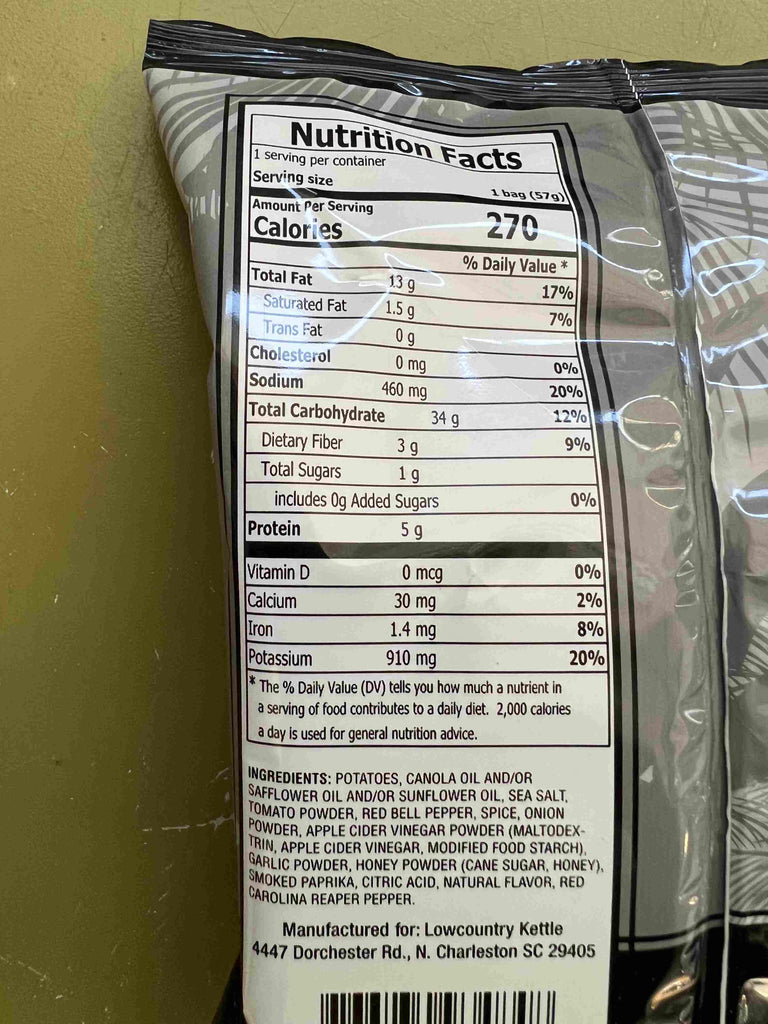 Nutrition Facts
1 serving per container
Serving size 1 bag (57g)
Amount Per Serving
Calories 270
% Daily Value *
Total Fat 13 g 17%
Saturated Fat 1.5 g 7%
Trans Fat 0 g
Cholesterol 0 mg 0%
Sodium 460 mg 20%
Total Carbohydrate 34 g 12%
Dietary Fiber 3 g 9%
Total Sugars 1 g
includes 0g Added Sugars 0%
Protein 5 g
Vitamin D 0 mcg 0%
Calcium 30 mg 2%
Iron 1.4 mg 8%
Potassium 910 mg 20%
* The % Daily Value (DV) tells you how much a nutrient in
a serving of food contributes to a daily diet. 2,000 calories
a day is used for general nutrition advice.
INGREDIENTS: POTATOES, CANOLA OIL AND/OR
SAFFLOWER OIL AND/OR SUNFLOWER OIL, SEA SALT,
TOMATO POWDER, RED BELL PEPPER, SPICE, ONION
POWDER, APPLE CIDER VINEGAR POWDER (MALTODEX-
TRIN, APPLE CIDER VINEGAR, MODIFIED FOOD STARCH),
GARLIC POWDER, HONEY POWDER (CANE SUGAR, HONEY),
SMOKED PAPRIKA, CITRIC ACID, NATURAL FLAVOR, RED
CAROLINA REAPER PEPPER.
Manufactured for: Lowcountry Kettle
4447 Dorchester Rd., N. Charleston SC 29405